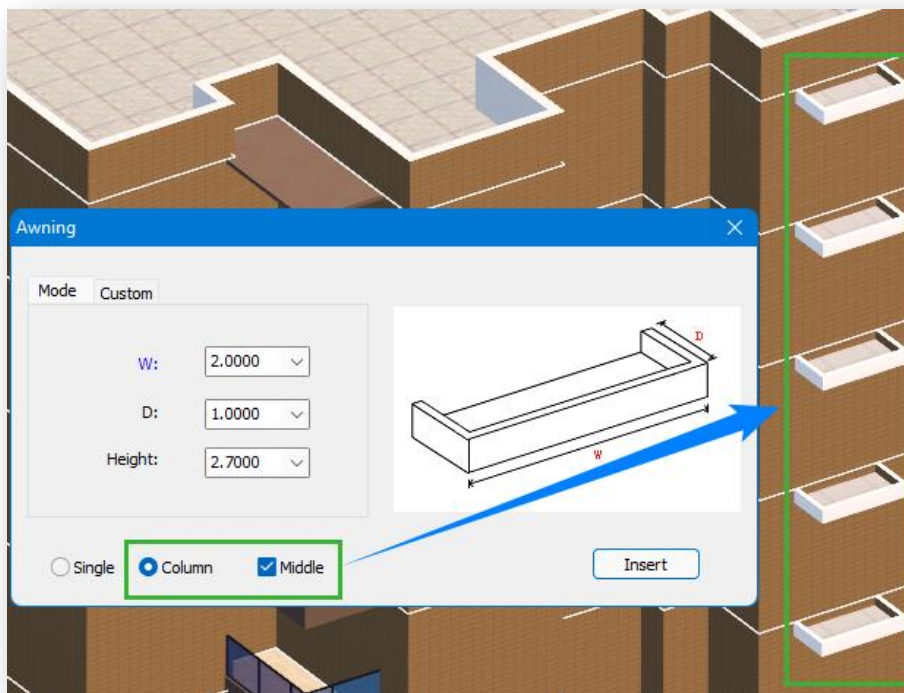 Awning
Mode Custom
W: 2.0000
D: 1.0000
Height: 2.7000
D
W
Single Column Middle Insert